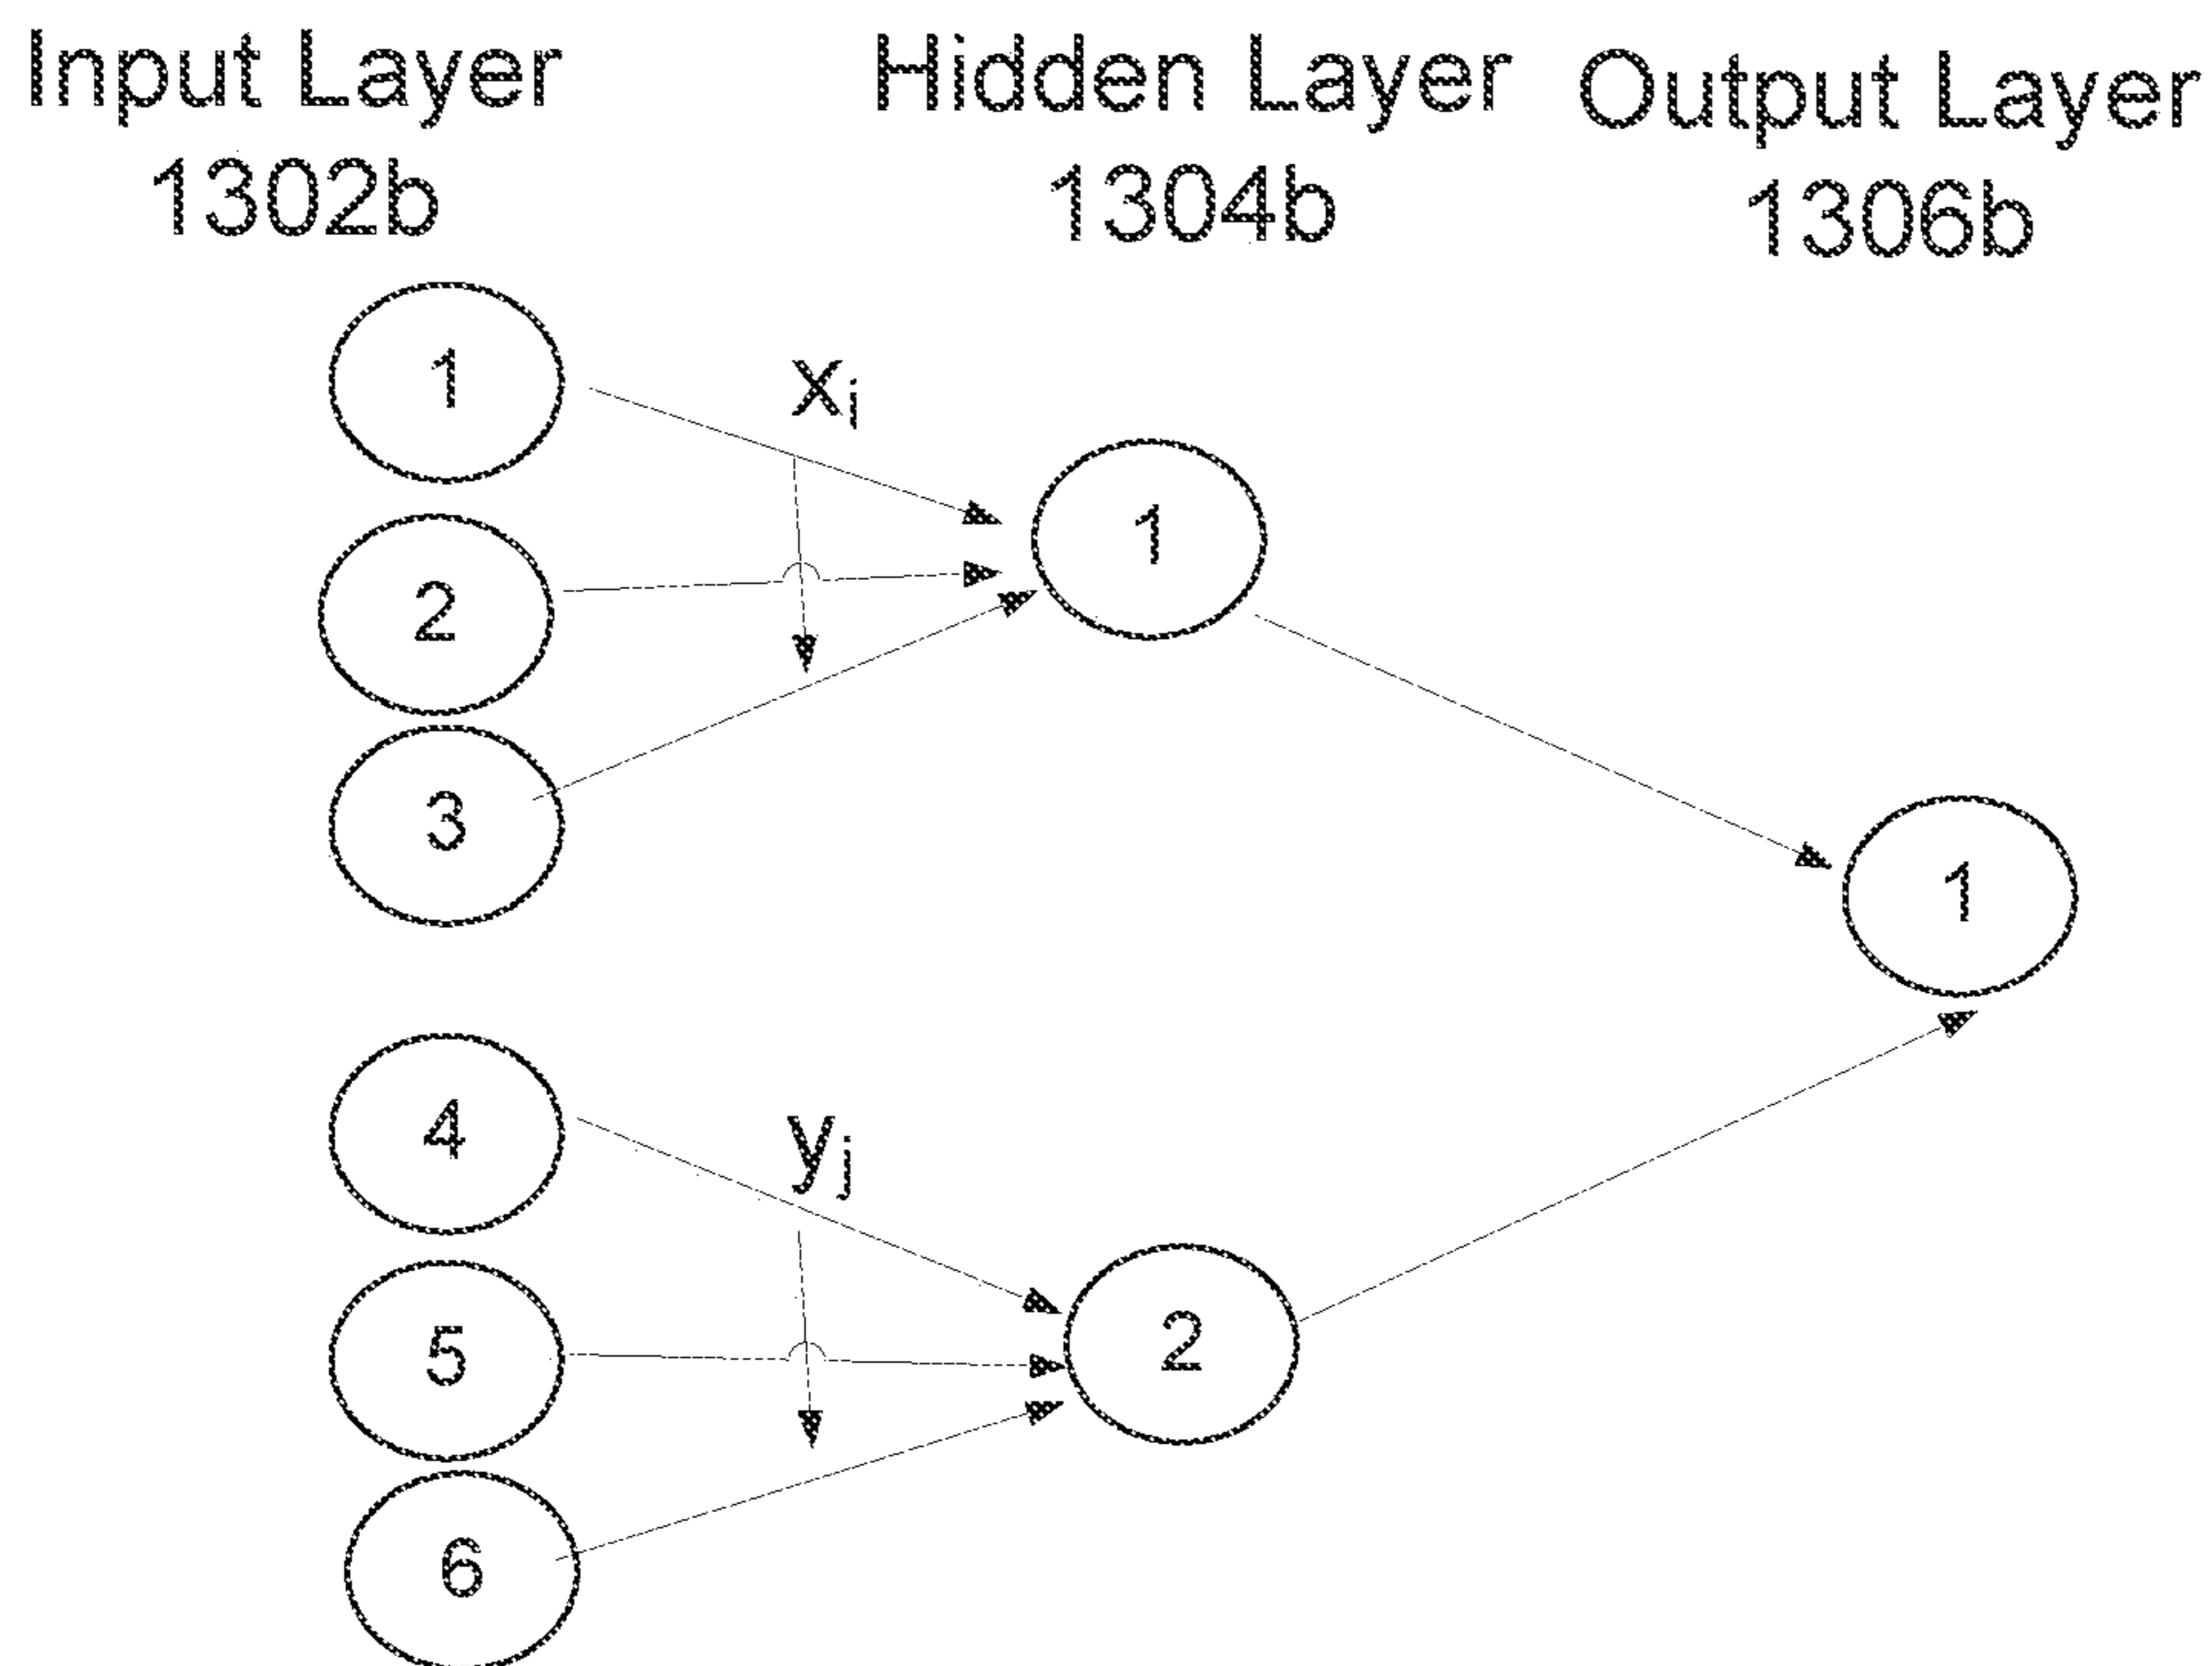 Input Layer
1302b
Hidden Layer
1304b
Output Layer
1306b
1
xi
2
3
1
1
4
yj
5
6
2